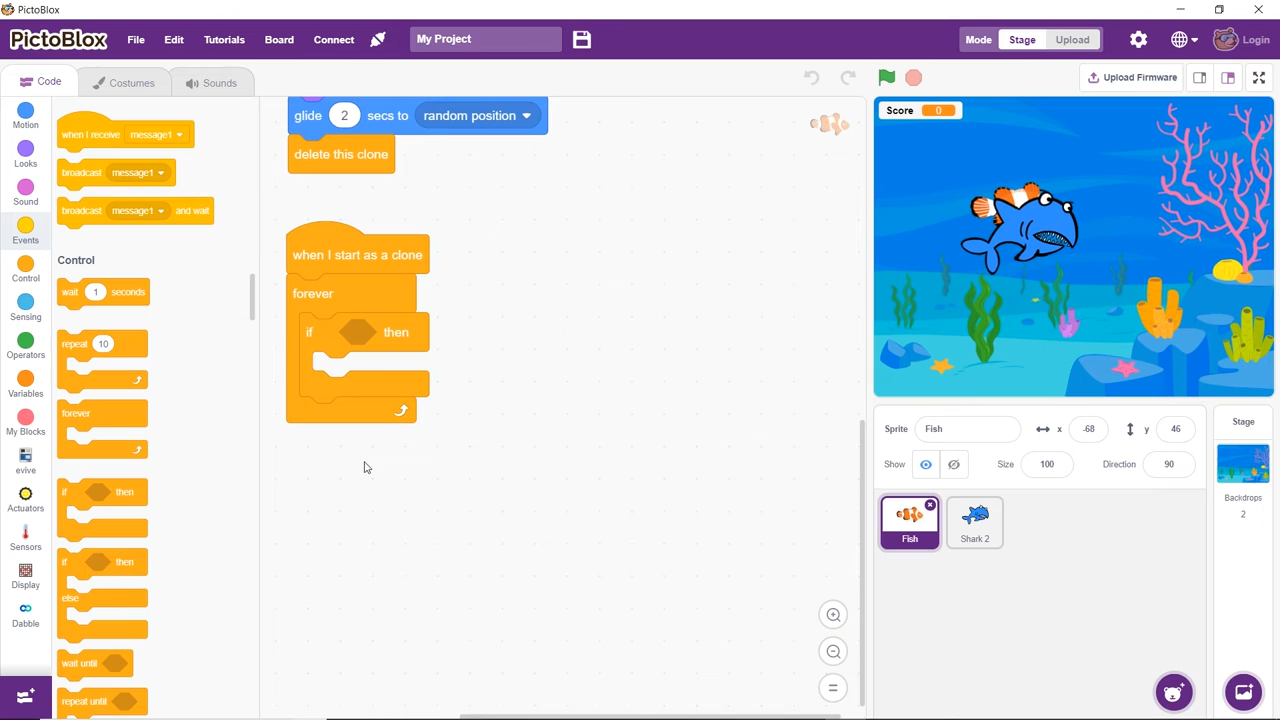 PictoBlox
PictoBlox File Edit Tutorials Board Connect My Project Mode Stage Upload Login
Code Costumes Sounds Upload Firmware
Motion
Looks
Sound
Events
Control
Sensing
Operators
Variables
My Blocks
evive
Actuators
Sensors
Display
Dabble
when I receive message1
broadcast message1
broadcast message1 and wait
Control
wait 1 seconds
repeat 10
forever
if then
if then
else
wait until
repeat until
glide 2 secs to random position
delete this clone
when I start as a clone
forever
if then
Score 0
Sprite Fish x -68 y 46
Show Size 100 Direction 90
Fish
Shark 2
Stage
Backdrops
2